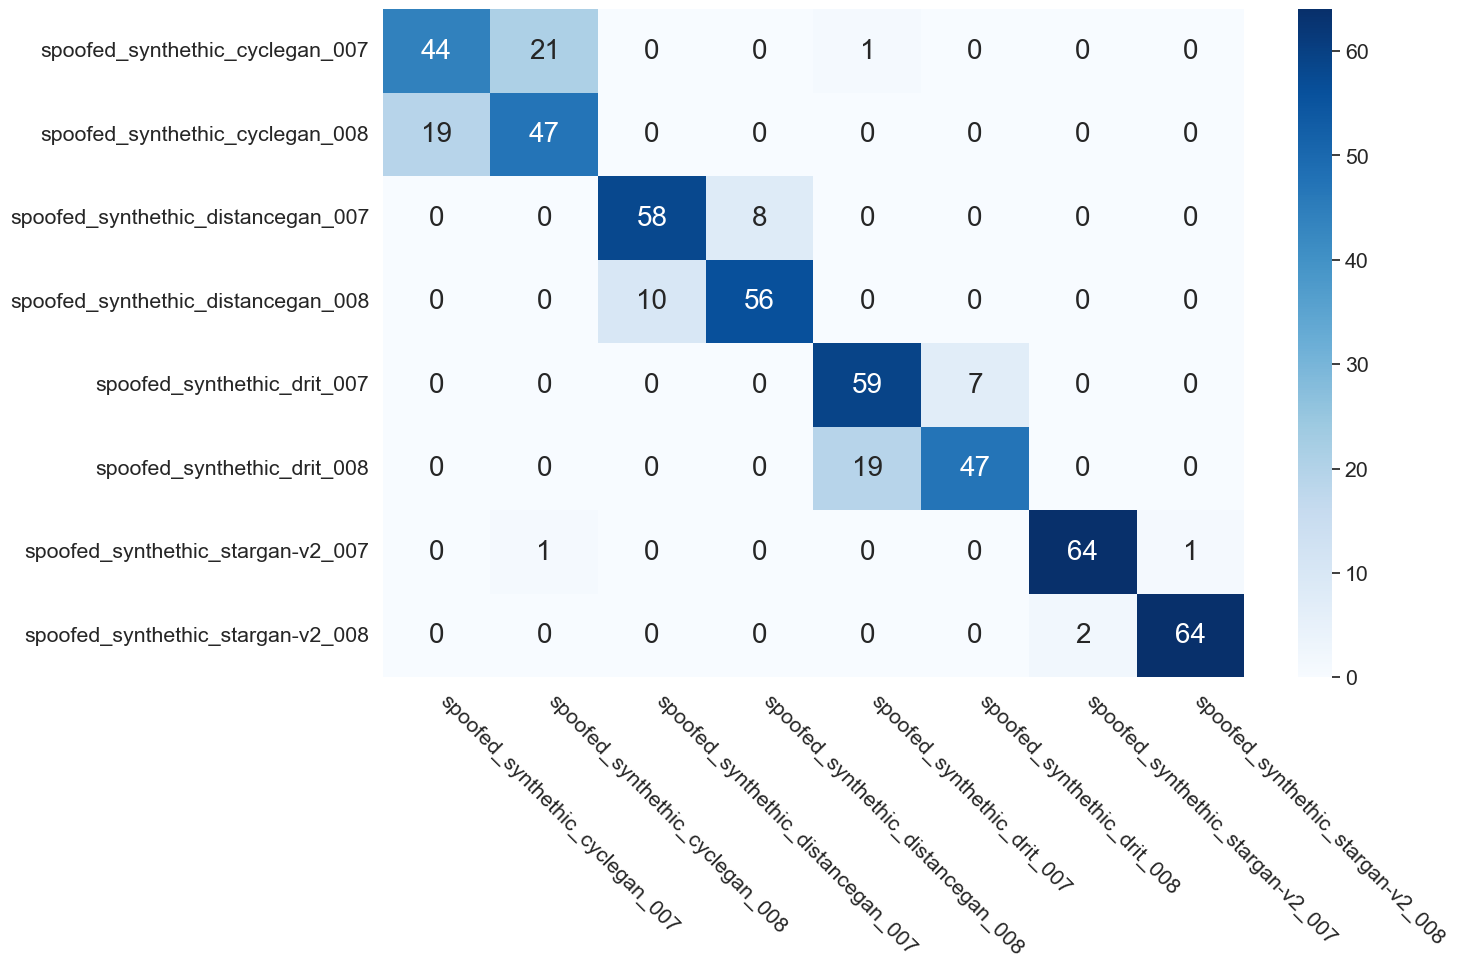 spoofed_synthethic_cyclegan_007 44 21 0 0 1 0 0 0
spoofed_synthethic_cyclegan_008 19 47 0 0 0 0 0 0
spoofed_synthethic_distancegan_007 0 0 58 8 0 0 0 0
spoofed_synthethic_distancegan_008 0 0 10 56 0 0 0 0
spoofed_synthethic_drit_007 0 0 0 0 59 7 0 0
spoofed_synthethic_drit_008 0 0 0 0 19 47 0 0
spoofed_synthethic_stargan-v2_007 0 1 0 0 0 0 64 1
spoofed_synthethic_stargan-v2_008 0 0 0 0 0 0 2 64
spoofed_synthethic_cyclegan_007
spoofed_synthethic_cyclegan_008
spoofed_synthethic_distancegan_007
spoofed_synthethic_distancegan_008
spoofed_synthethic_drit_007
spoofed_synthethic_drit_008
spoofed_synthethic_stargan-v2_007
spoofed_synthethic_stargan-v2_008
60
50
40
30
20
10
0